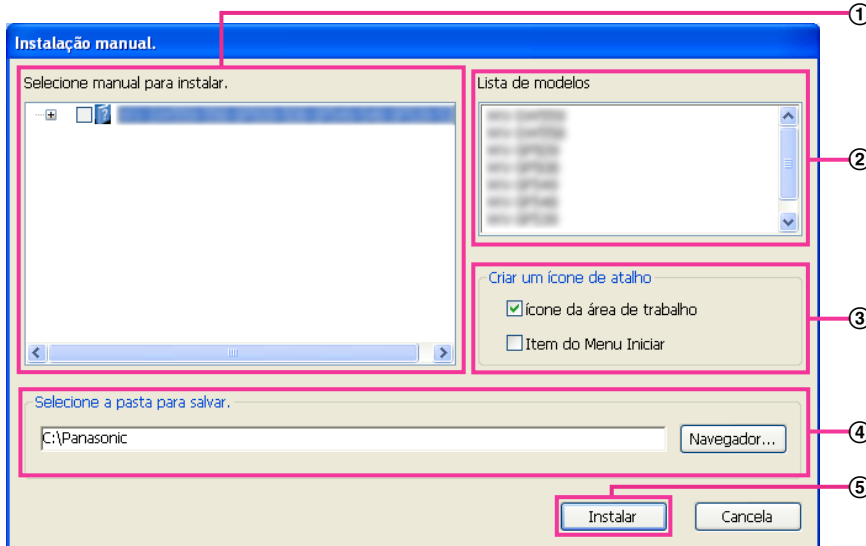 ①
Instalação manual.
Selecione manual para instalar.
Lista de modelos
②
Criar um ícone de atalho
ícone da área de trabalho
③
Item do Menu Iniciar
Selecione a pasta para salvar.
C:\Panasonic
Navegador...
④
⑤
Instalar
Cancela